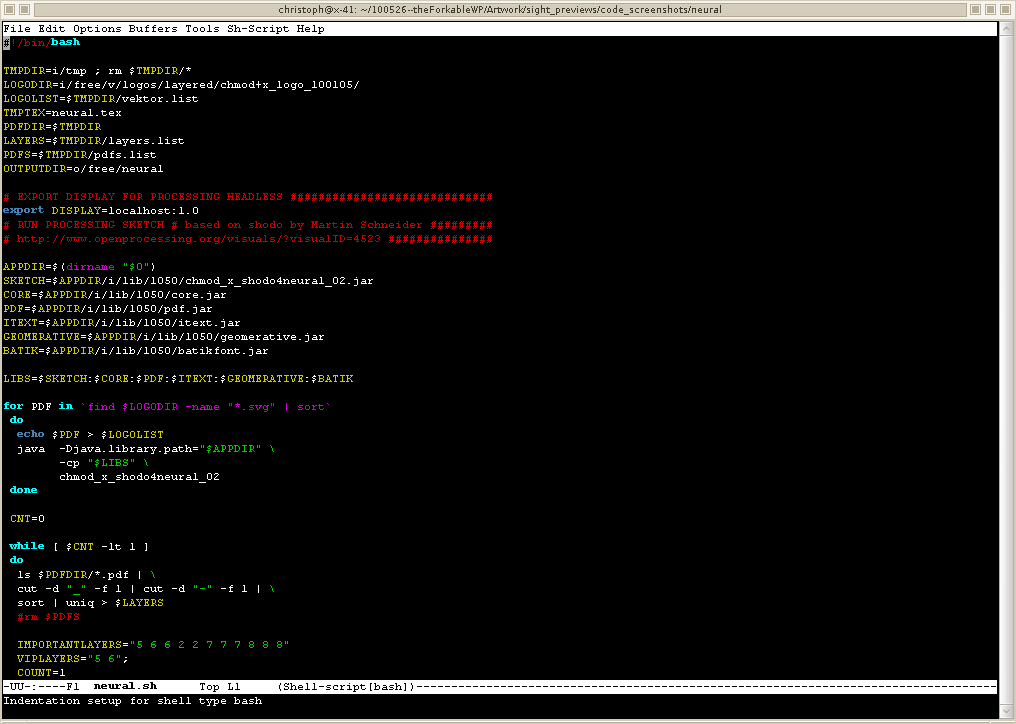 christoph@x-41: ~/100526--theForkableWP/Artwork/sight_previews/code_screenshots/neural
File Edit Options Buffers Tools Sh-Script Help
#!/bin/bash
TMPDIR=i/tmp ; rm $TMPDIR/*
LOGODIR=i/free/v/logos/layered/chmod+x_logo_100105/
LOGOLIST=$TMPDIR/vektor.list
TMPTEX=neural.tex
PDFDIR=$TMPDIR
LAYERS=$TMPDIR/layers.list
PDFS=$TMPDIR/pdfs.list
OUTPUTDIR=o/free/neural
# EXPORT DISPLAY FOR PROCESSING HEADLESS #############################
export DISPLAY=localhost:1.0
# RUN PROCESSING SKETCH # based on shodo by Martin Schneider #########
# http://www.openprocessing.org/visuals/?visualID=4523 ###############
APPDIR=$(dirname "$0")
SKETCH=$APPDIR/i/lib/1050/chmod_x_shodo4neural_02.jar
CORE=$APPDIR/i/lib/1050/core.jar
PDF=$APPDIR/i/lib/1050/pdf.jar
ITEXT=$APPDIR/i/lib/1050/itext.jar
GEOMERATIVE=$APPDIR/i/lib/1050/geomerative.jar
BATIK=$APPDIR/i/lib/1050/batikfont.jar
LIBS=$SKETCH:$CORE:$PDF:$ITEXT:$GEOMERATIVE:$BATIK
for PDF in `find $LOGODIR -name "*.svg" | sort`
do
echo $PDF > $LOGOLIST
java  -Djava.library.path="$APPDIR" \
-cp "$LIBS" \
chmod_x_shodo4neural_02
done
CNT=0
while [ $CNT -lt 1 ]
do
ls $PDFDIR/*.pdf | \
cut -d "_" -f 1 | cut -d "-" -f 1 | \
sort | uniq > $LAYERS
#rm $PDFS
IMPORTANTLAYERS="5 6 6 2 2 7 7 7 8 8 8"
VIPLAYERS="5 6";
COUNT=1
-UU-:----F1  neural.sh      Top L1     (Shell-script[bash])-----------------------------------------------------------------------------------
Indentation setup for shell type bash